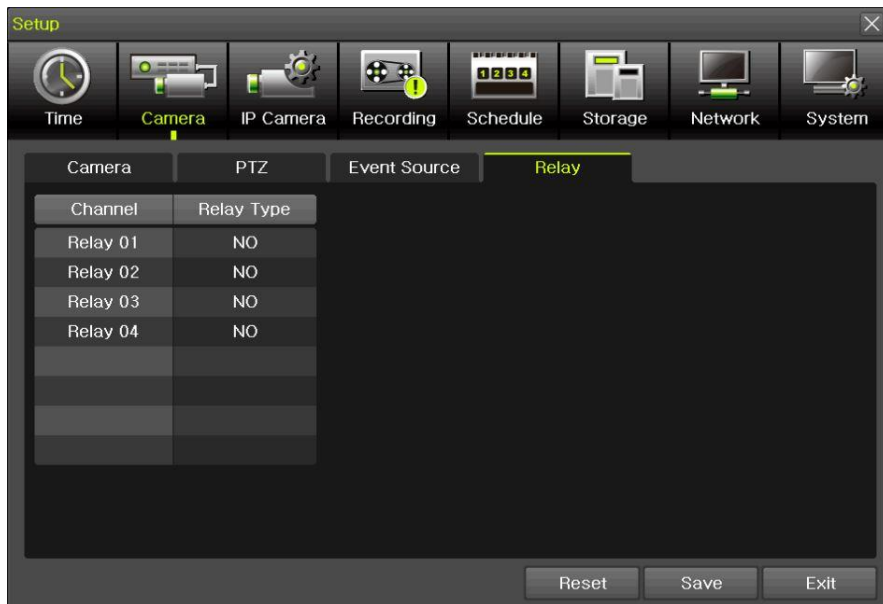 Setup
Time Camera IP Camera Recording Schedule Storage Network System
Camera PTZ Event Source Relay
Channel Relay Type
Relay 01 NO
Relay 02 NO
Relay 03 NO
Relay 04 NO
Reset Save Exit